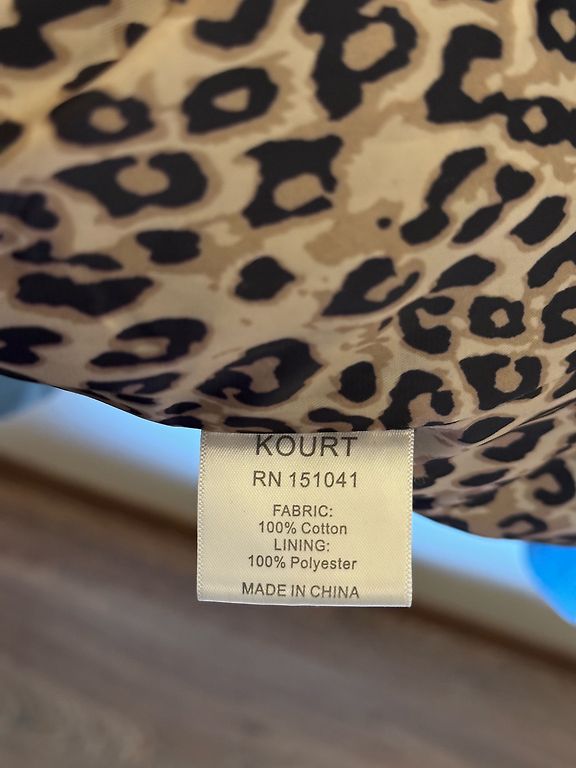 KOURT
RN 151041
FABRIC:
100% Cotton
LINING:
100% Polyester
MADE IN CHINA